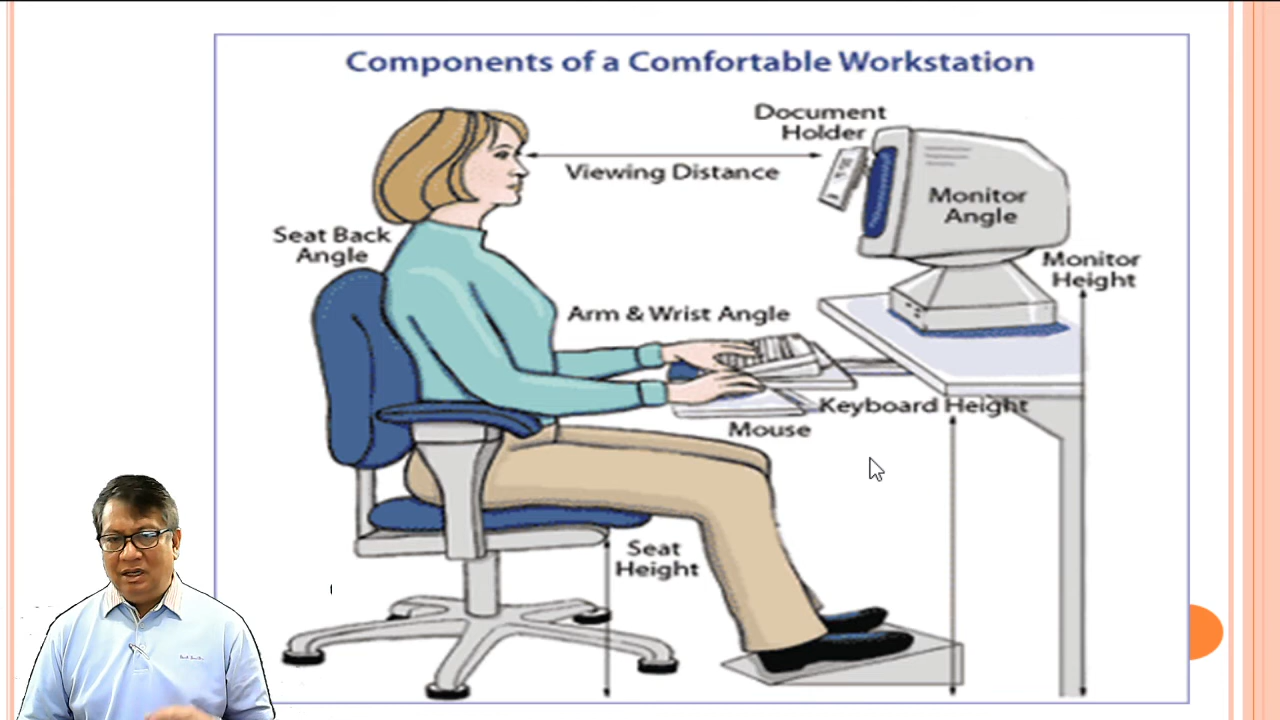 Components of a Comfortable Workstation
Document
Holder
Viewing Distance
Monitor
Angle
Seat Back
Angle
Monitor
Height
Arm & Wrist Angle
Keyboard Height
Mouse
Seat
Height